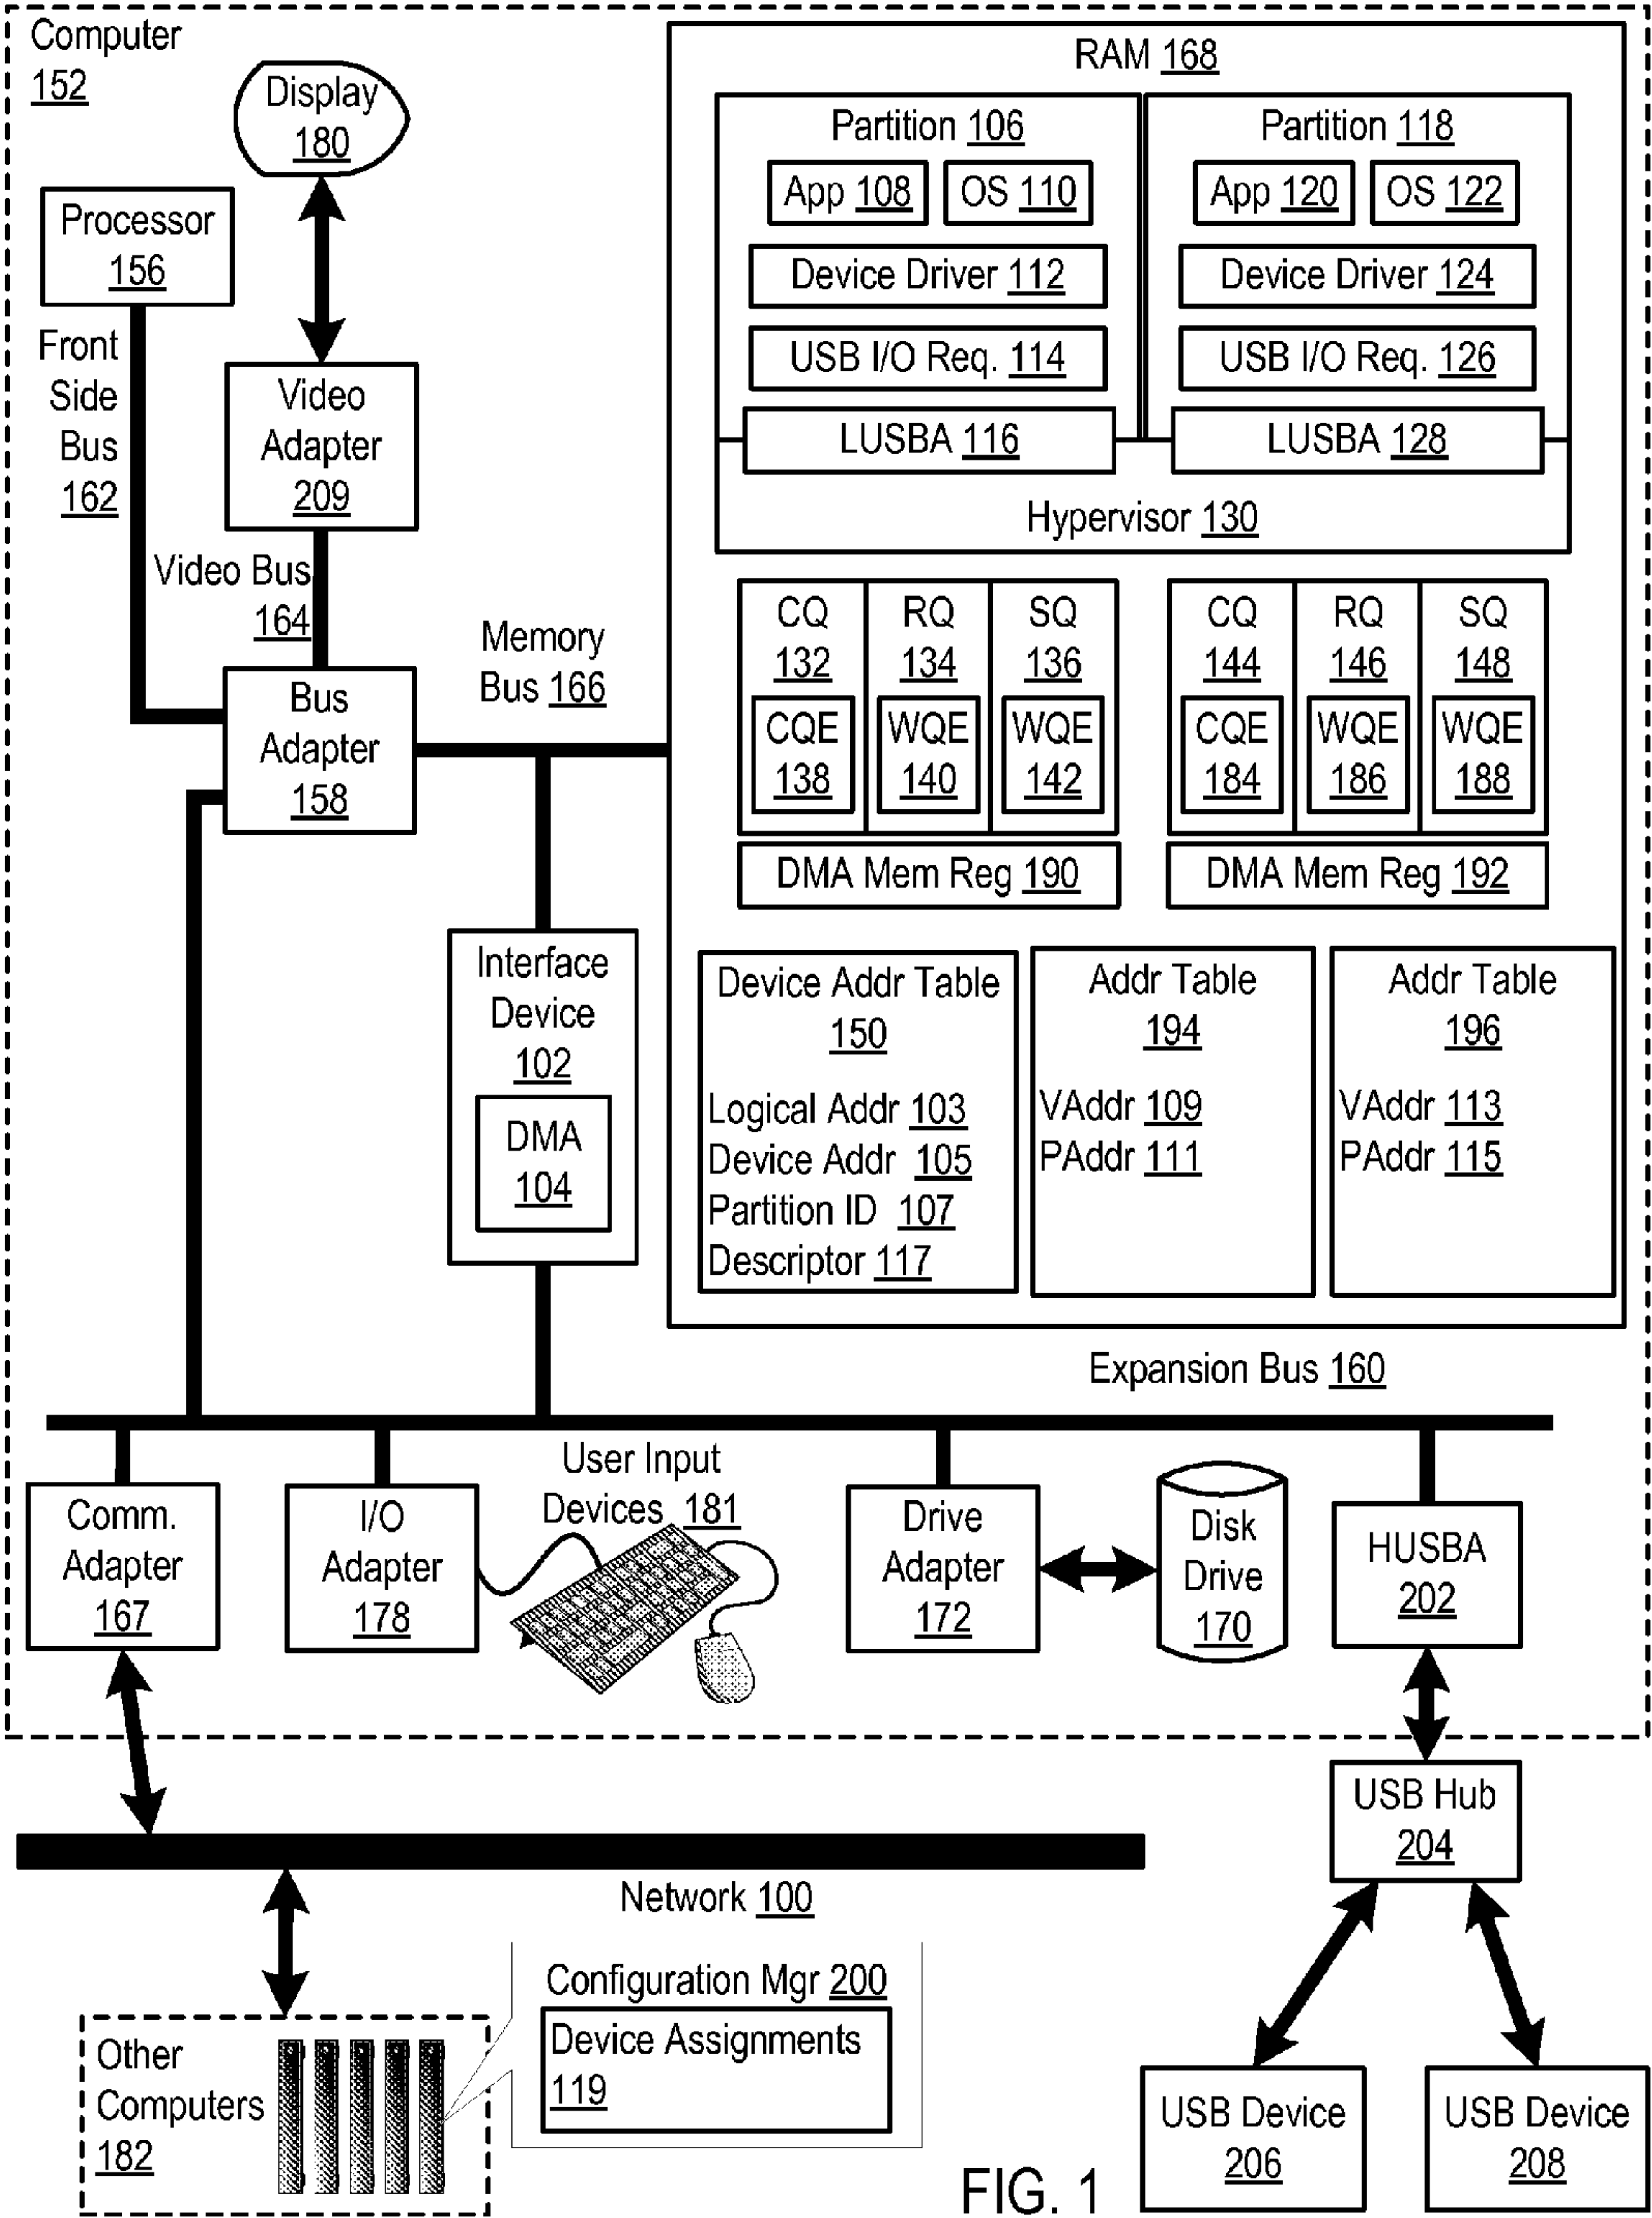 Computer
152
Display
180
Processor
156
Front
Side
Bus
162
Video
Adapter
209
Video Bus
164
Bus
Adapter
158
Memory
Bus 166
RAM 168
Partition 106
App 108
OS 110
Device Driver 112
USB I/O Req. 114
LUSBA 116
Partition 118
App 120
OS 122
Device Driver 124
USB I/O Req. 126
LUSBA 128
Hypervisor 130
CQ
132
CQE
138
RQ
134
WQE
140
SQ
136
WQE
142
DMA Mem Reg 190
CQ
144
CQE
184
RQ
146
WQE
186
SQ
148
WQE
188
DMA Mem Reg 192
Interface
Device
102
DMA
104
Device Addr Table
150
Logical Addr 103
Device Addr 105
Partition ID 107
Descriptor 117
Addr Table
194
VAddr 109
PAddr 111
Addr Table
196
VAddr 113
PAddr 115
Expansion Bus 160
Comm.
Adapter
167
I/O
Adapter
178
User Input
Devices 181
Drive
Adapter
172
Disk
Drive
170
HUSBA
202
USB Hub
204
Network 100
Configuration Mgr 200
Device Assignments
119
Other
Computers
182
USB Device
206
USB Device
208
FIG. 1